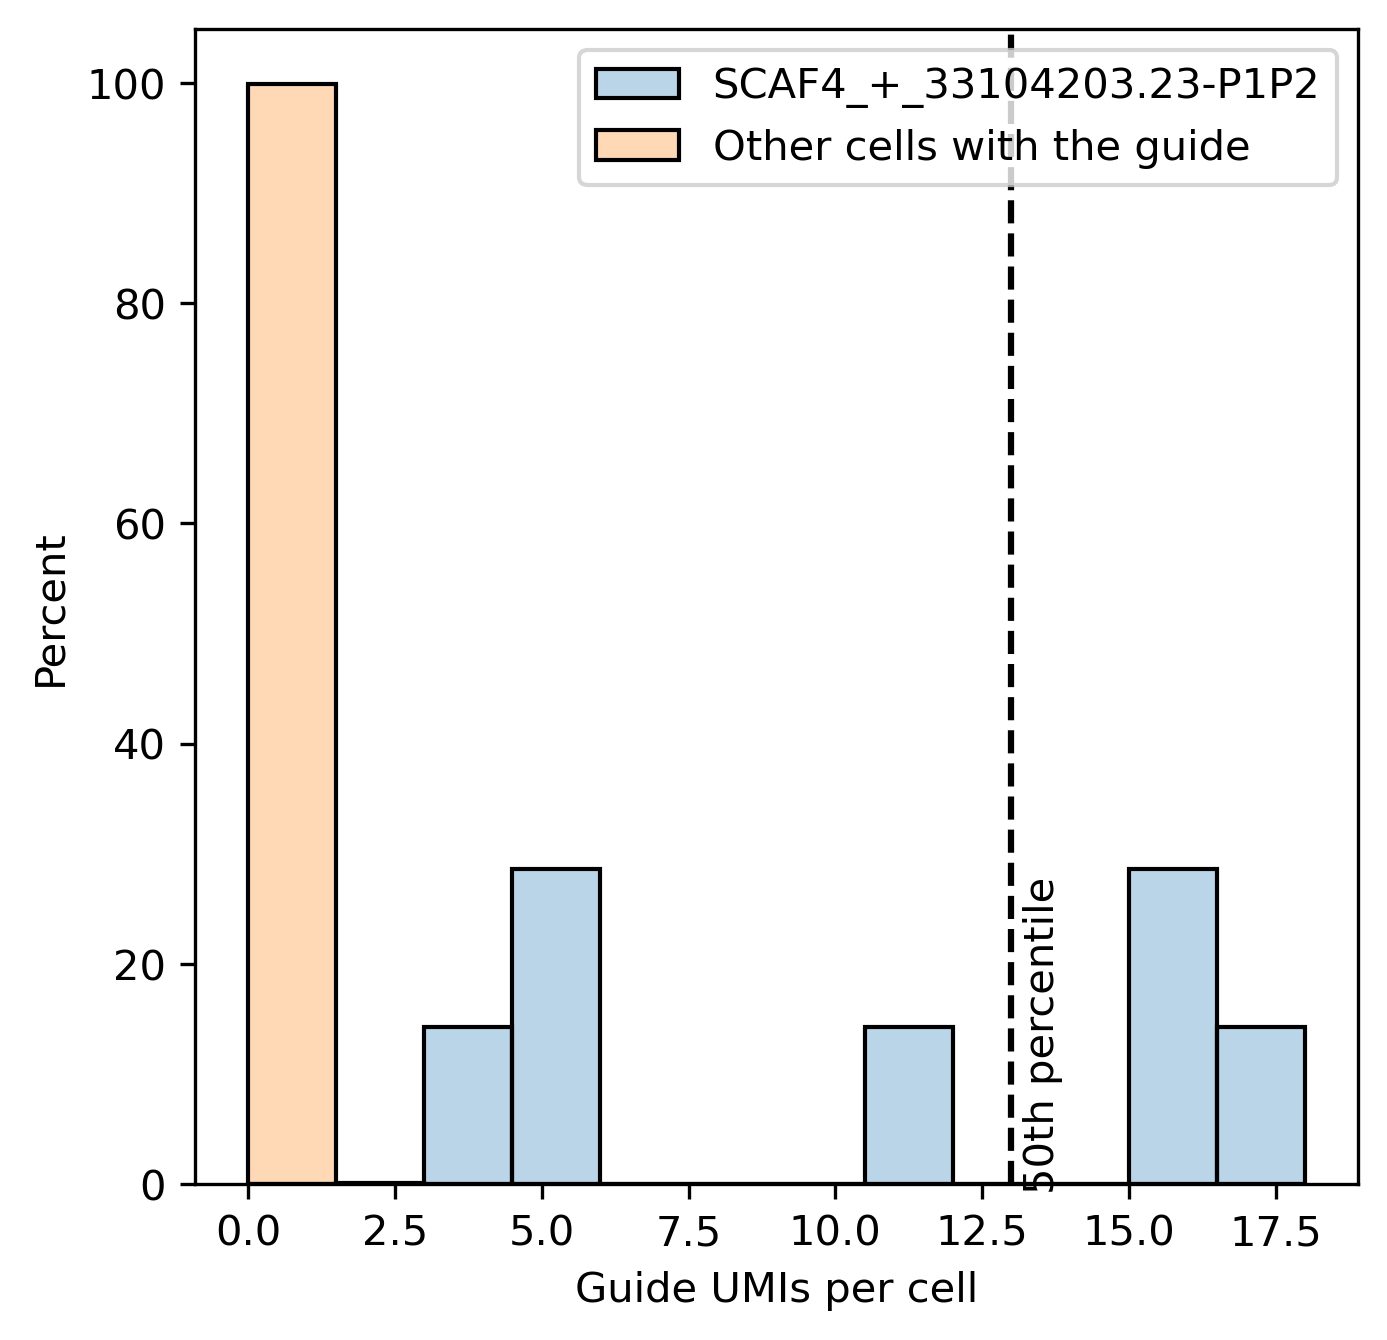 SCAF4_+_33104203.23-P1P2
Other cells with the guide
100
80
60
40
20
0
Percent
50th percentile
0.0 2.5 5.0 7.5 10.0 12.5 15.0 17.5
Guide UMIs per cell